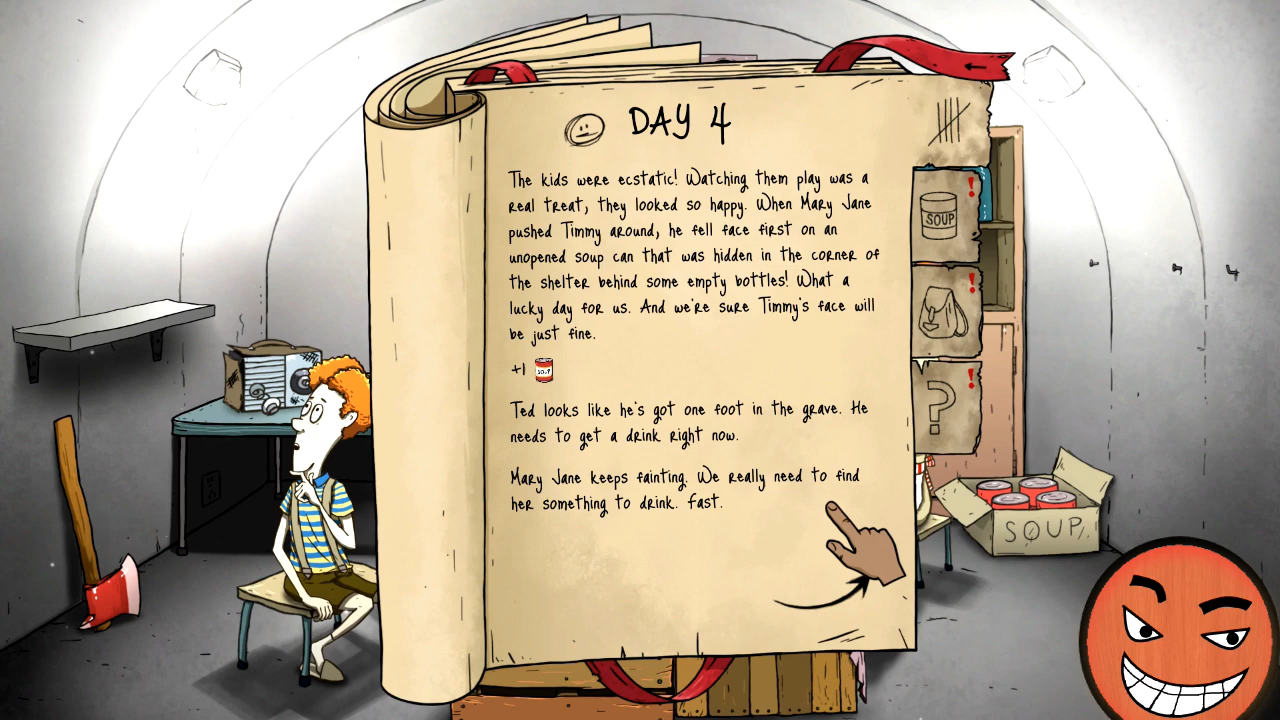 DAY 4
The kids were ecstatic! Watching them play was a
real treat, they looked so happy. When Mary Jane
pushed Timmy around, he fell face first on an
unopened soup can that was hidden in the corner of
the shelter behind some empty bottles! What a
lucky day for us. And we're sure Timmy's face will
be just fine.
+1 SOUP
Ted looks like he's got one foot in the grave. He
needs to get a drink right now.
Mary Jane keeps fainting. We really need to find
her something to drink. Fast.
SOUP
!
!
!
?
SOUP